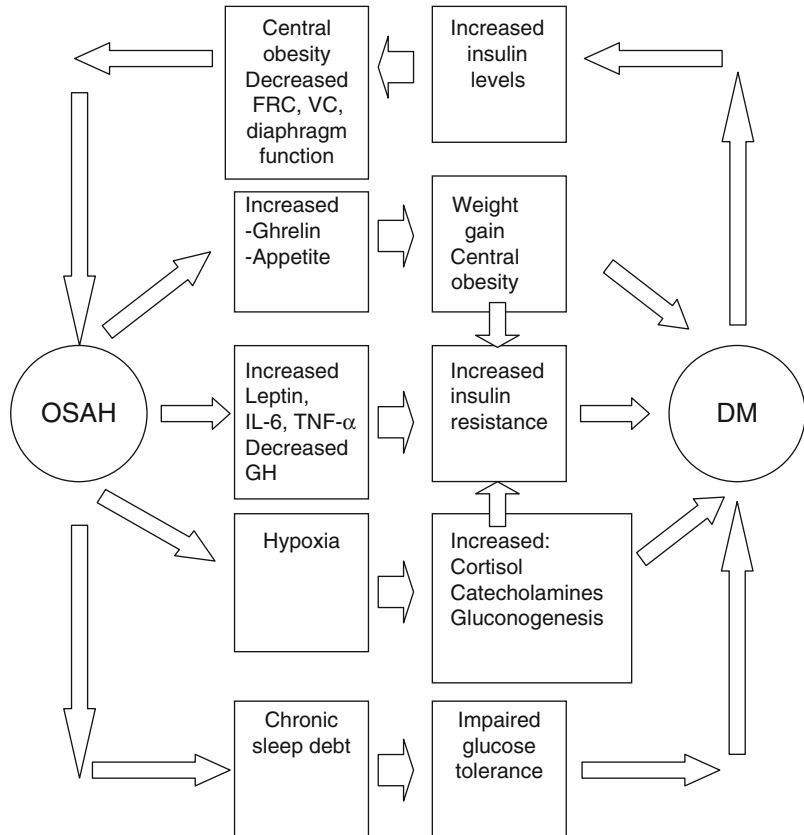 Central
obesity
Decreased
FRC, VC,
diaphragm
function
Increased
insulin
levels
Increased
-Ghrelin
-Appetite
Weight
gain
Central
obesity
OSAH
Increased
Leptin,
IL-6, TNF-α
Decreased
GH
Increased
insulin
resistance
DM
Hypoxia
Increased:
Cortisol
Catecholamines
Gluconogenesis
Chronic
sleep debt
Impaired
glucose
tolerance